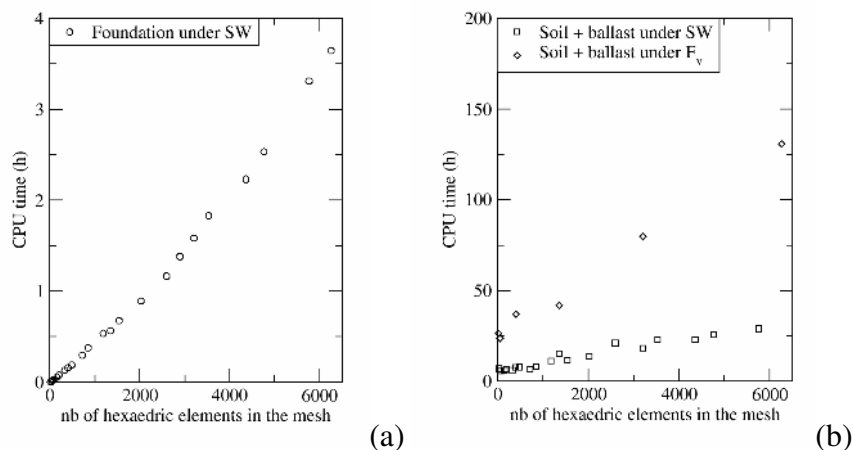 4
3
2
1
0
CPU time (h)
Foundation under SW
0 2000 4000 6000
nb of hexaedric elements in the mesh
(a)
200
150
100
50
0
CPU time (h)
Soil + ballast under SW
Soil + ballast under F_v
0 2000 4000 6000
nb of hexaedric elements in the mesh
(b)